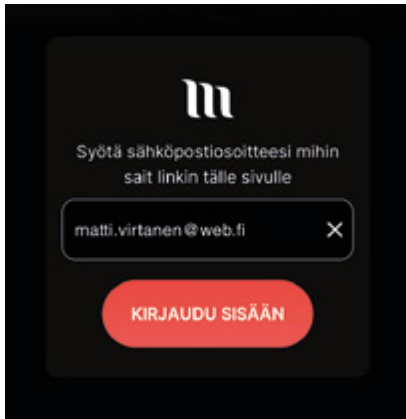 m
Syötä sähköpostiosoitteesi mihin
sait linkin tälle sivulle
matti.virtanen@web.fi
KIRJAUDU SISÄÄN